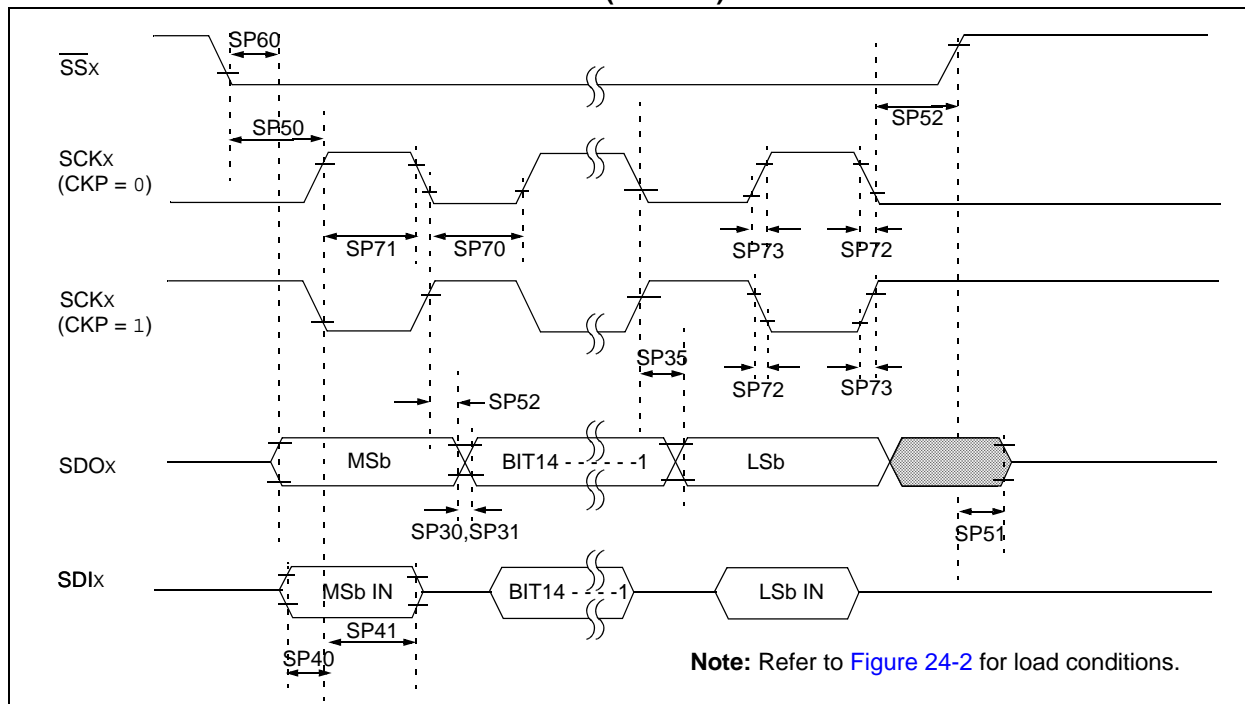 SP60
SSX
SP50
SP52
SCKX
(CKP = 0)
SP71
SP70
SP73
SP72
SCKX
(CKP = 1)
SP35
SP72
SP73
SP52
SDOX
MSb
BIT14 - - - - - -1
LSb
SP30,SP31
SP51
SDIX
MSb IN
BIT14 - - - -1
LSb IN
SP41
SP40
Note: Refer to Figure 24-2 for load conditions.